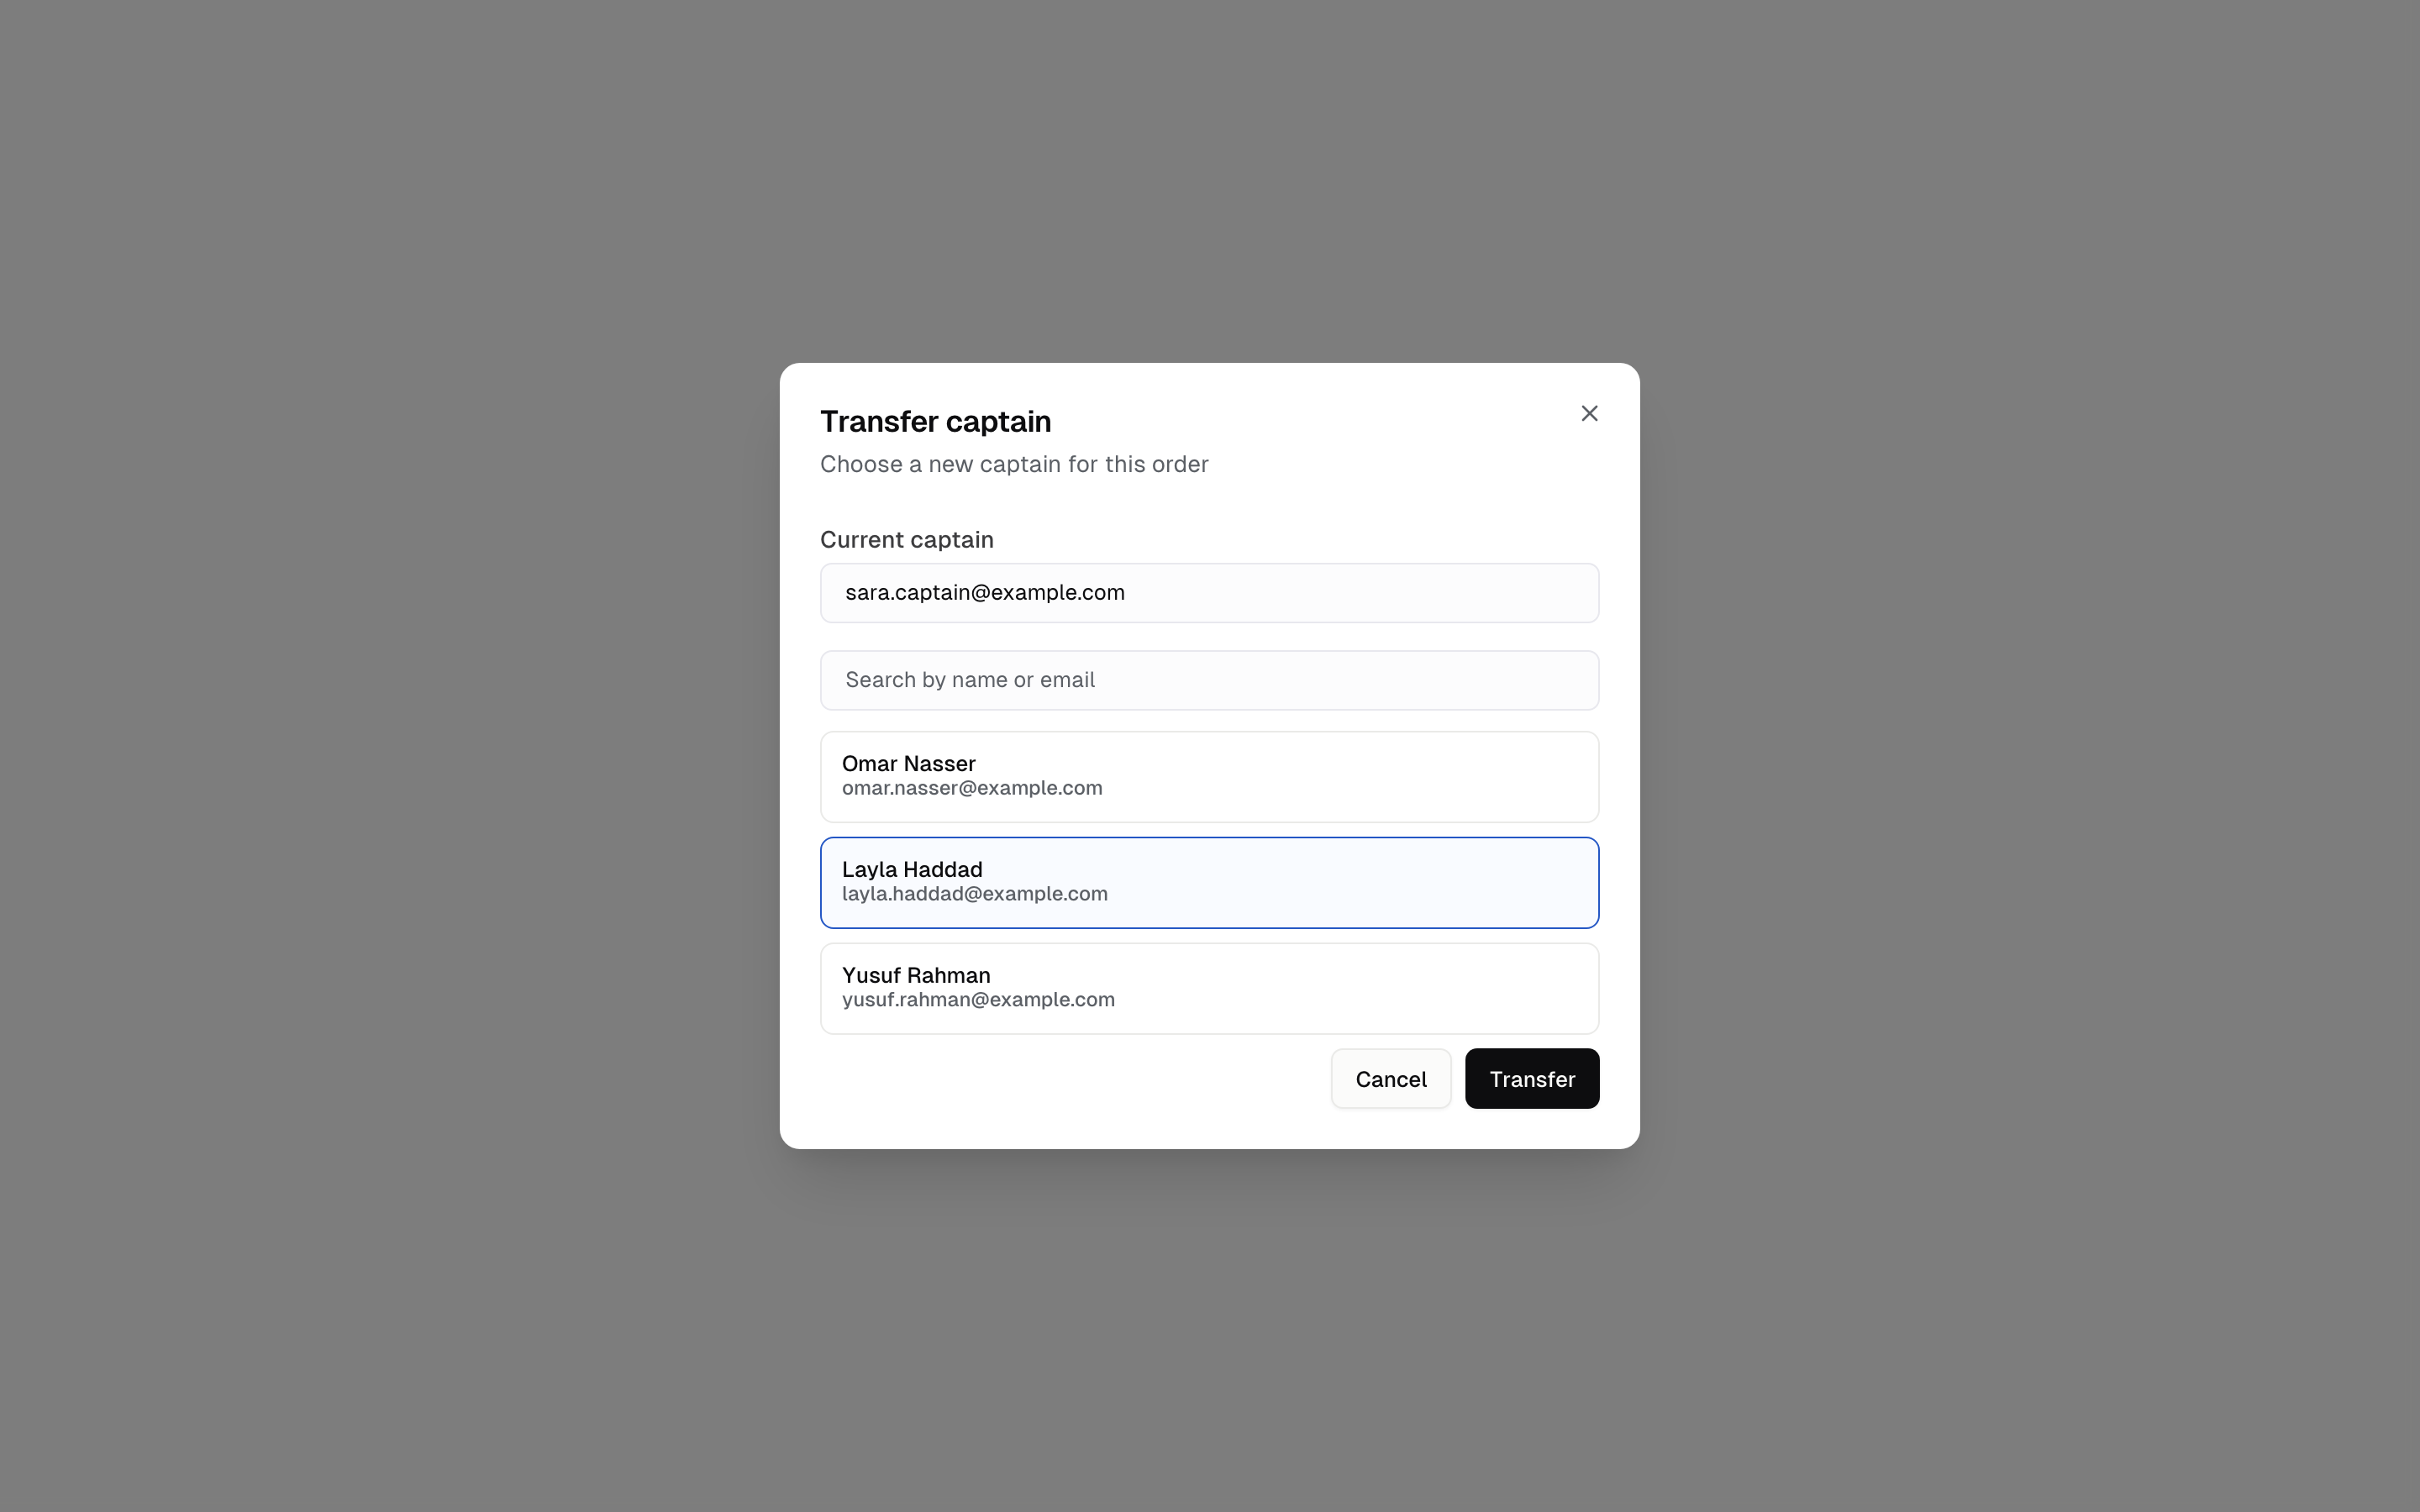 Transfer captain
Choose a new captain for this order
Current captain
sara.captain@example.com
Search by name or email
Omar Nasser
omar.nasser@example.com
Layla Haddad
layla.haddad@example.com
Yusuf Rahman
yusuf.rahman@example.com
Cancel
Transfer